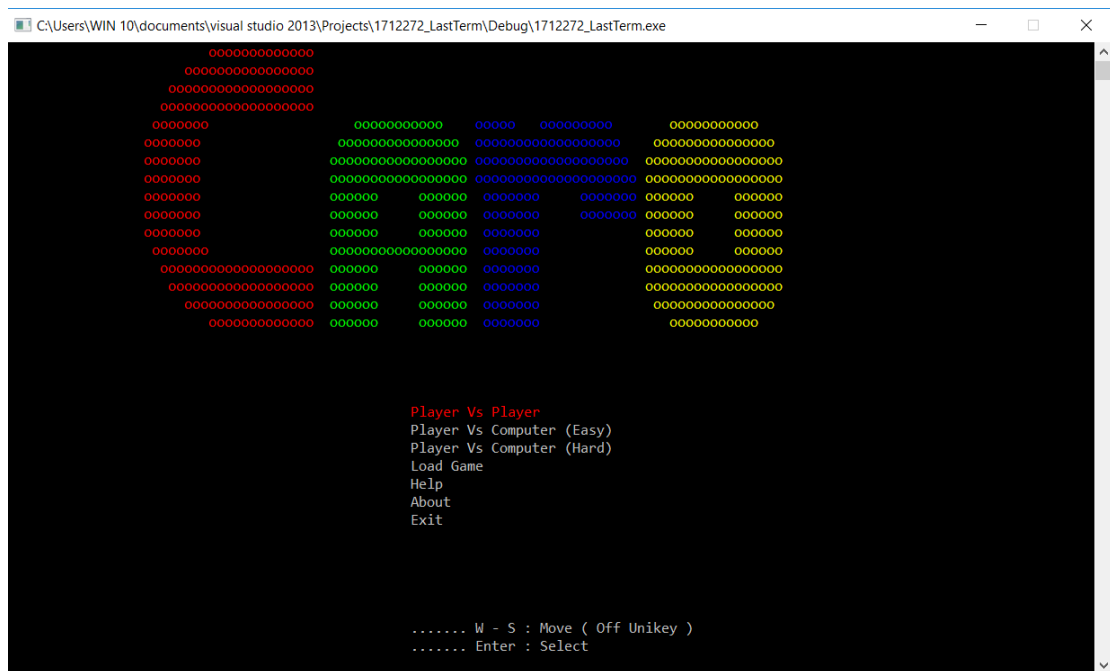 C:\Users\WIN 10\documents\visual studio 2013\Projects\1712272_LastTerm\Debug\1712272_LastTerm.exe
Caro
Player Vs Player
Player Vs Computer (Easy)
Player Vs Computer (Hard)
Load Game
Help
About
Exit
....... W - S : Move ( Off Unikey )
....... Enter : Select